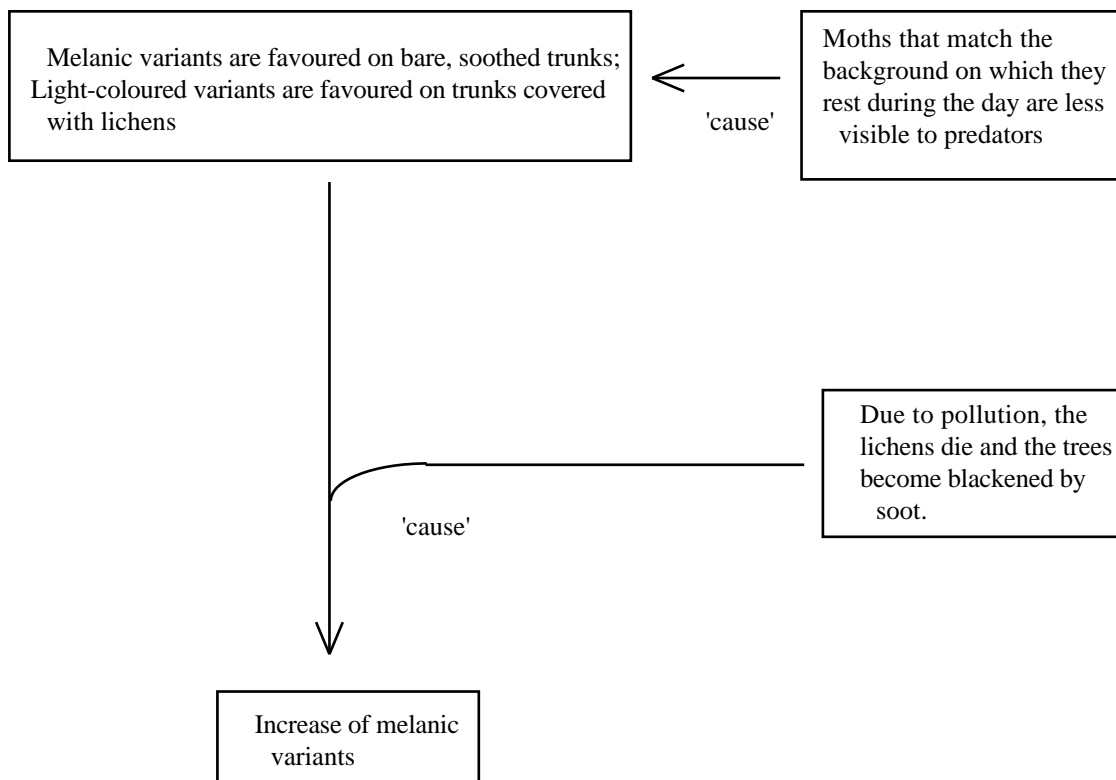 Melanic variants are favoured on bare, soothed trunks;
Light-coloured variants are favoured on trunks covered
with lichens
Moths that match the
background on which they
rest during the day are less
visible to predators
'cause'
Due to pollution, the
lichens die and the trees
become blackened by
soot.
'cause'
Increase of melanic
variants